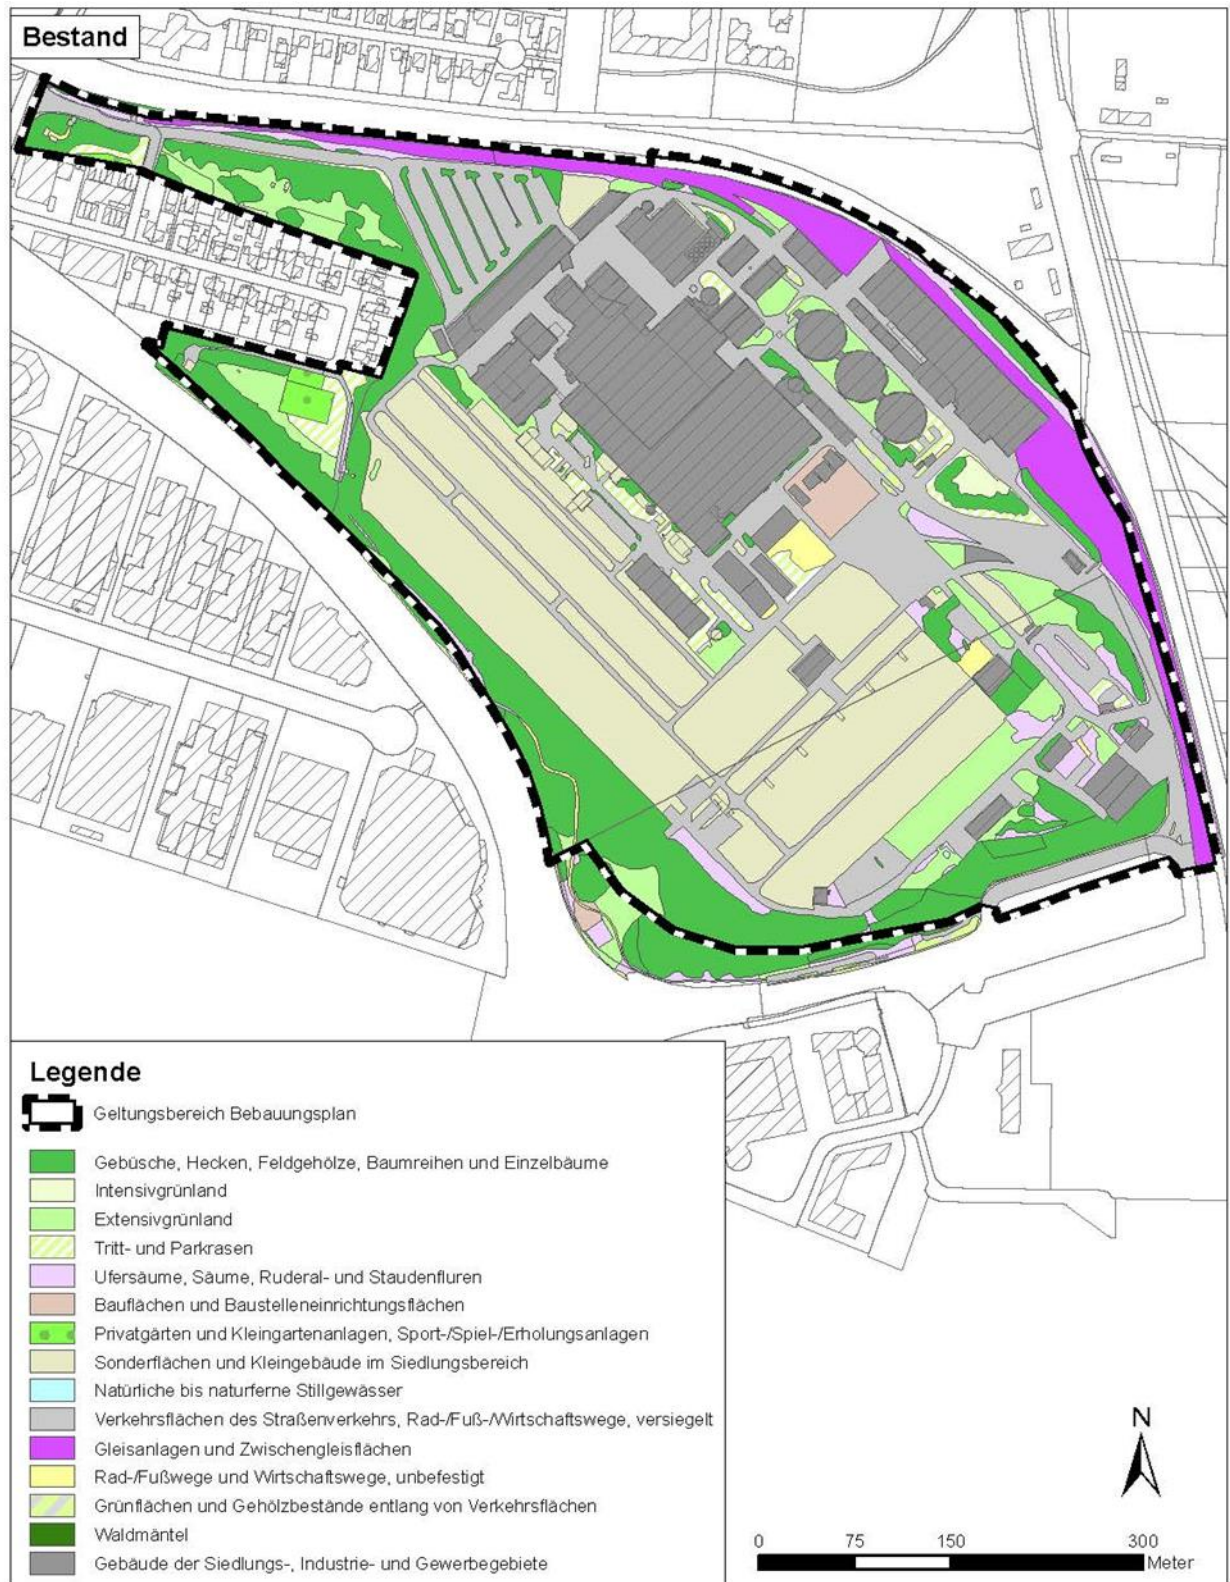 Bestand
Legende
Geltungsbereich Bebauungsplan
Gebüsche, Hecken, Feldgehölze, Baumreihen und Einzelbäume
Intensivgrünland
Extensivgrünland
Tritt- und Parkrasen
Ufersäume, Säume, Ruderal- und Staudenfluren
Bauflächen und Baustelleneinrichtungsflächen
Privatgärten und Kleingartenanlagen, Sport-/Spiel-/Erholungsanlagen
Sonderflächen und Kleingebäude im Siedlungsbereich
Natürliche bis naturferne Stillgewässer
Verkehrsflächen des Straßenverkehrs, Rad-/Fuß-/Wirtschaftswege, versiegelt
Gleisanlagen und Zwischengleisflächen
Rad-/Fußwege und Wirtschaftswege, unbefestigt
Grünflächen und Gehölzbestände entlang von Verkehrsflächen
Waldmäntel
Gebäude der Siedlungs-, Industrie- und Gewerbegebiete
N
0 75 150 300
Meter